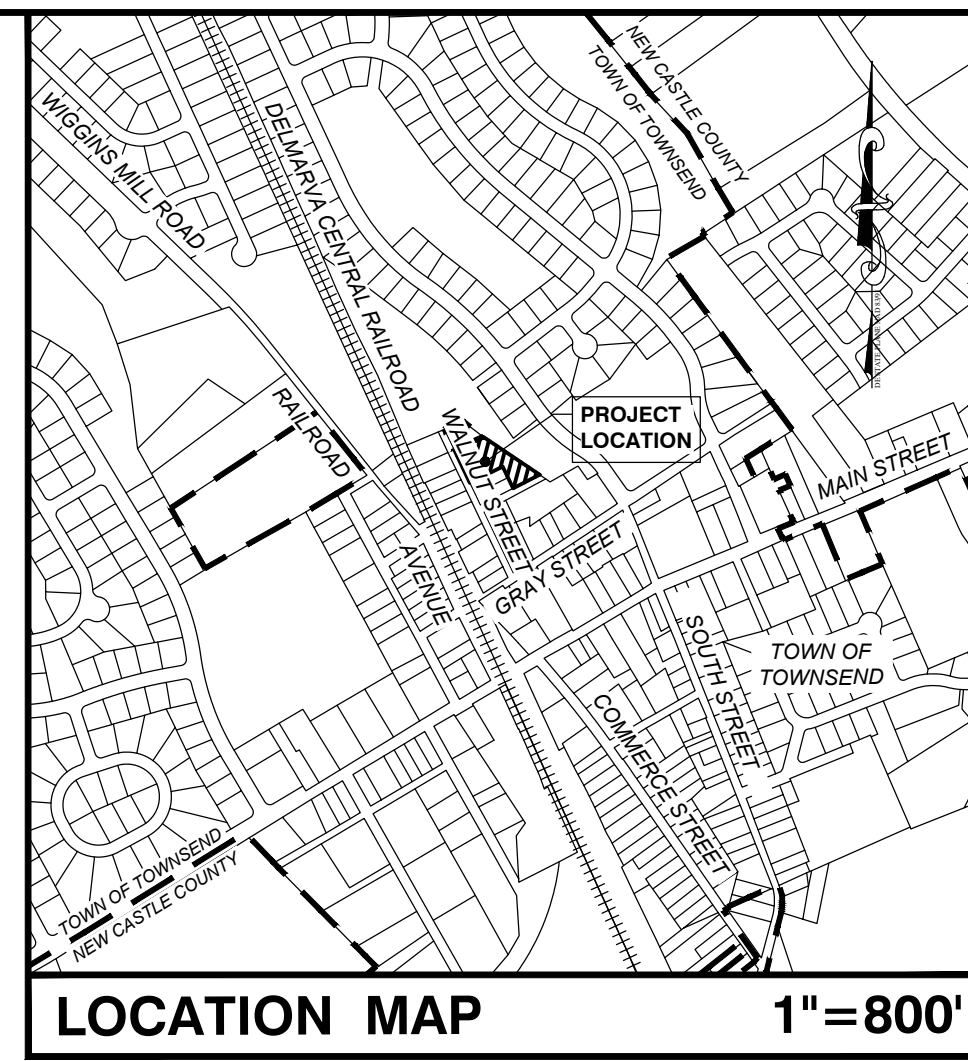 NEW CASTLE COUNTY
TOWN OF TOWNSEND
WIGGINS MILL ROAD
DELMARVA CENTRAL RAILROAD
RAILROAD
AVENUE
WALNUT STREET
PROJECT
LOCATION
MAIN STREET
GRAY STREET
SOUTH STREET
TOWN OF
TOWNSEND
COMMERCE STREET
TOWN OF TOWNSEND
NEW CASTLE COUNTY
LOCATION MAP
1"=800'